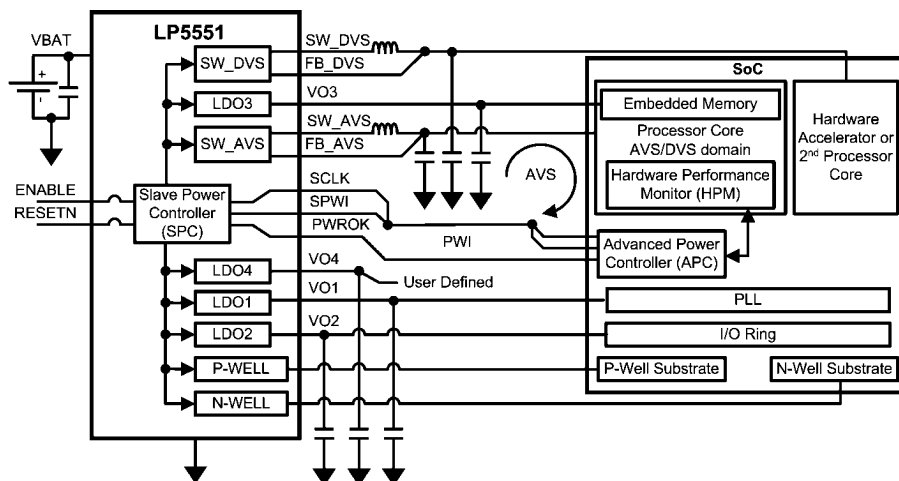 LP5551
VBAT
+
-
SW_DVS
SW_DVS
FB_DVS
LDO3
VO3
SW_AVS
SW_AVS
FB_AVS
ENABLE
RESETN
Slave Power
Controller
(SPC)
SCLK
SPWI
PWROK
PWI
AVS
LDO4
VO4
User Defined
LDO1
VO1
LDO2
VO2
P-WELL
N-WELL
SoC
Embedded Memory
Processor Core
AVS/DVS domain
Hardware Performance
Monitor (HPM)
Hardware
Accelerator or
2nd Processor
Core
Advanced Power
Controller (APC)
PLL
I/O Ring
P-Well Substrate
N-Well Substrate